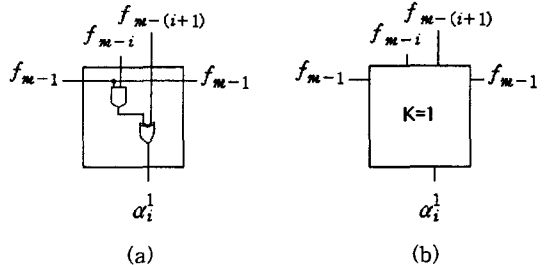 f_{m-(i+1)} f_{m-(i+1)}
f_{m-i} f_{m-i}
f_{m-1} f_{m-1} f_{m-1} f_{m-1}
K=1
α_i^1 α_i^1
(a) (b)